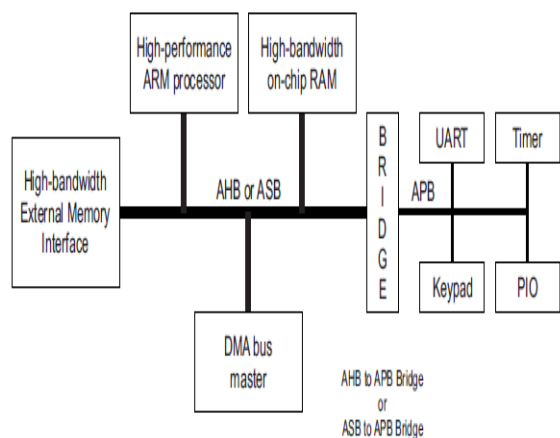 High-performance
ARM processor
High-bandwidth
on-chip RAM
High-bandwidth
External Memory
Interface
AHB or ASB
B
R
I
D
G
E
UART
Timer
APB
Keypad
PIO
DMA bus
master
AHB to APB Bridge
or
ASB to APB Bridge